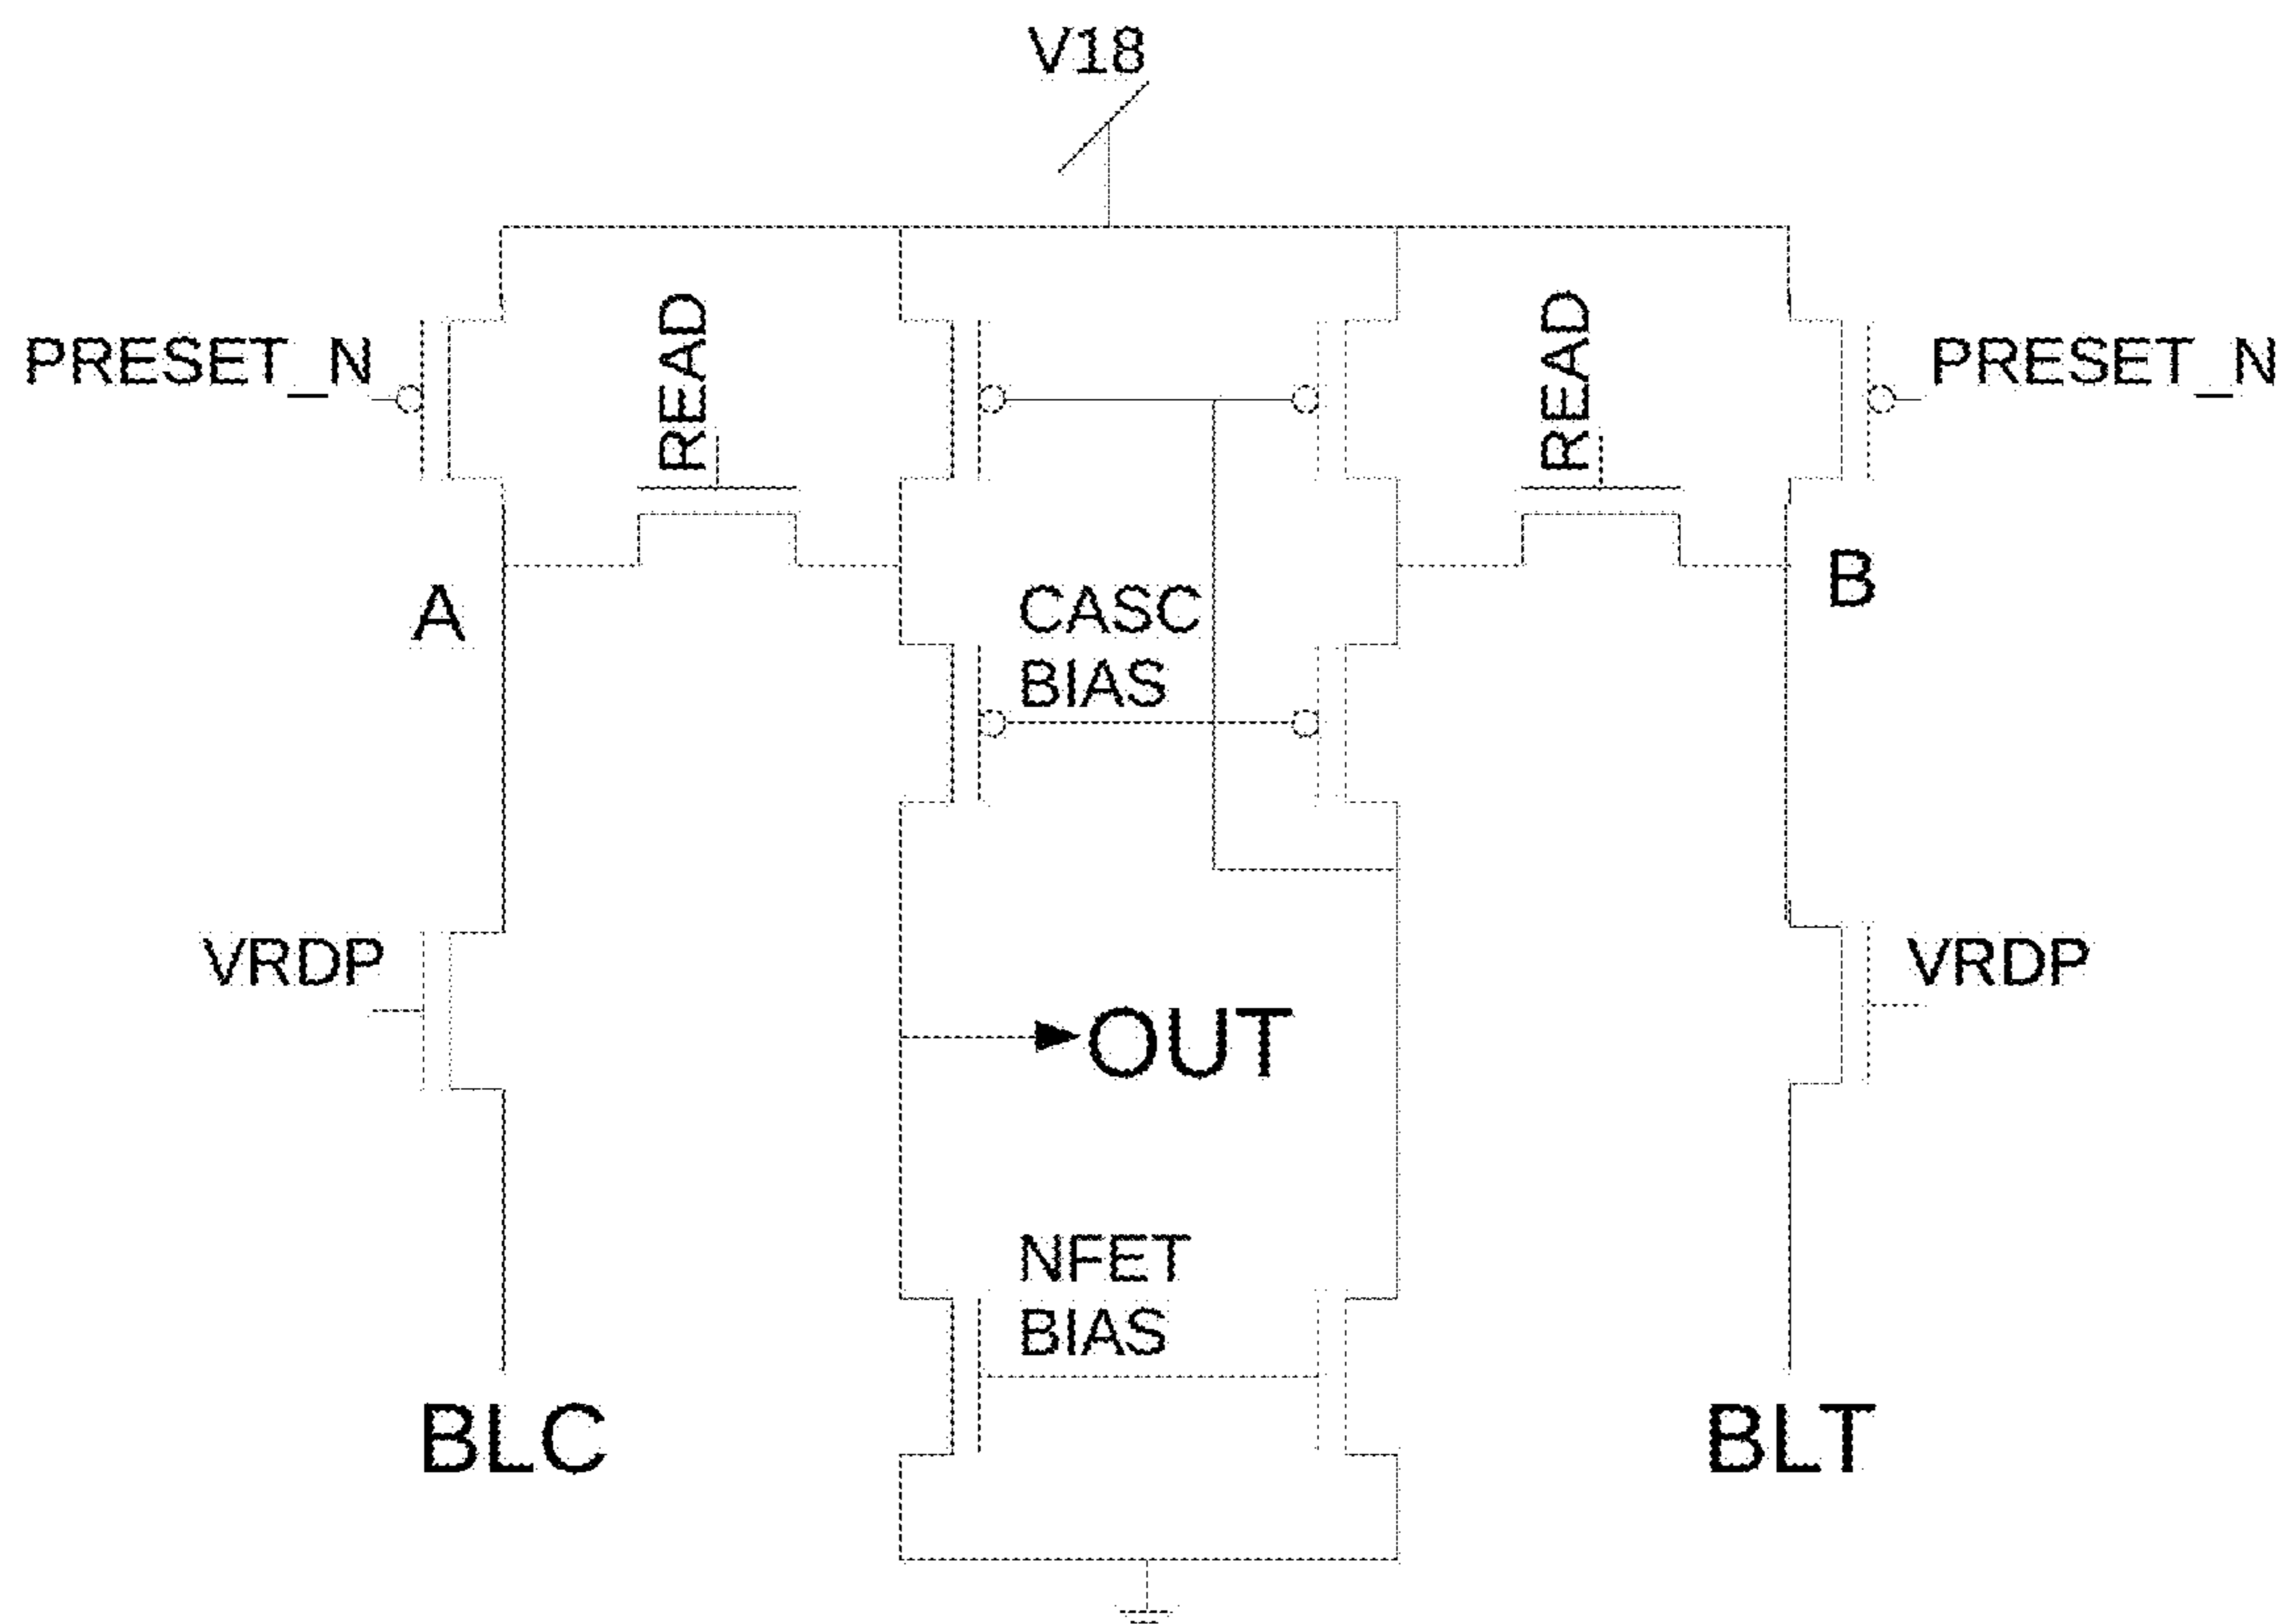 V18
PRESET_N
READ
READ
PRESET_N
A
CASC
BIAS
B
VRDP
VRDP
OUT
NFET
BIAS
BLC
BLT